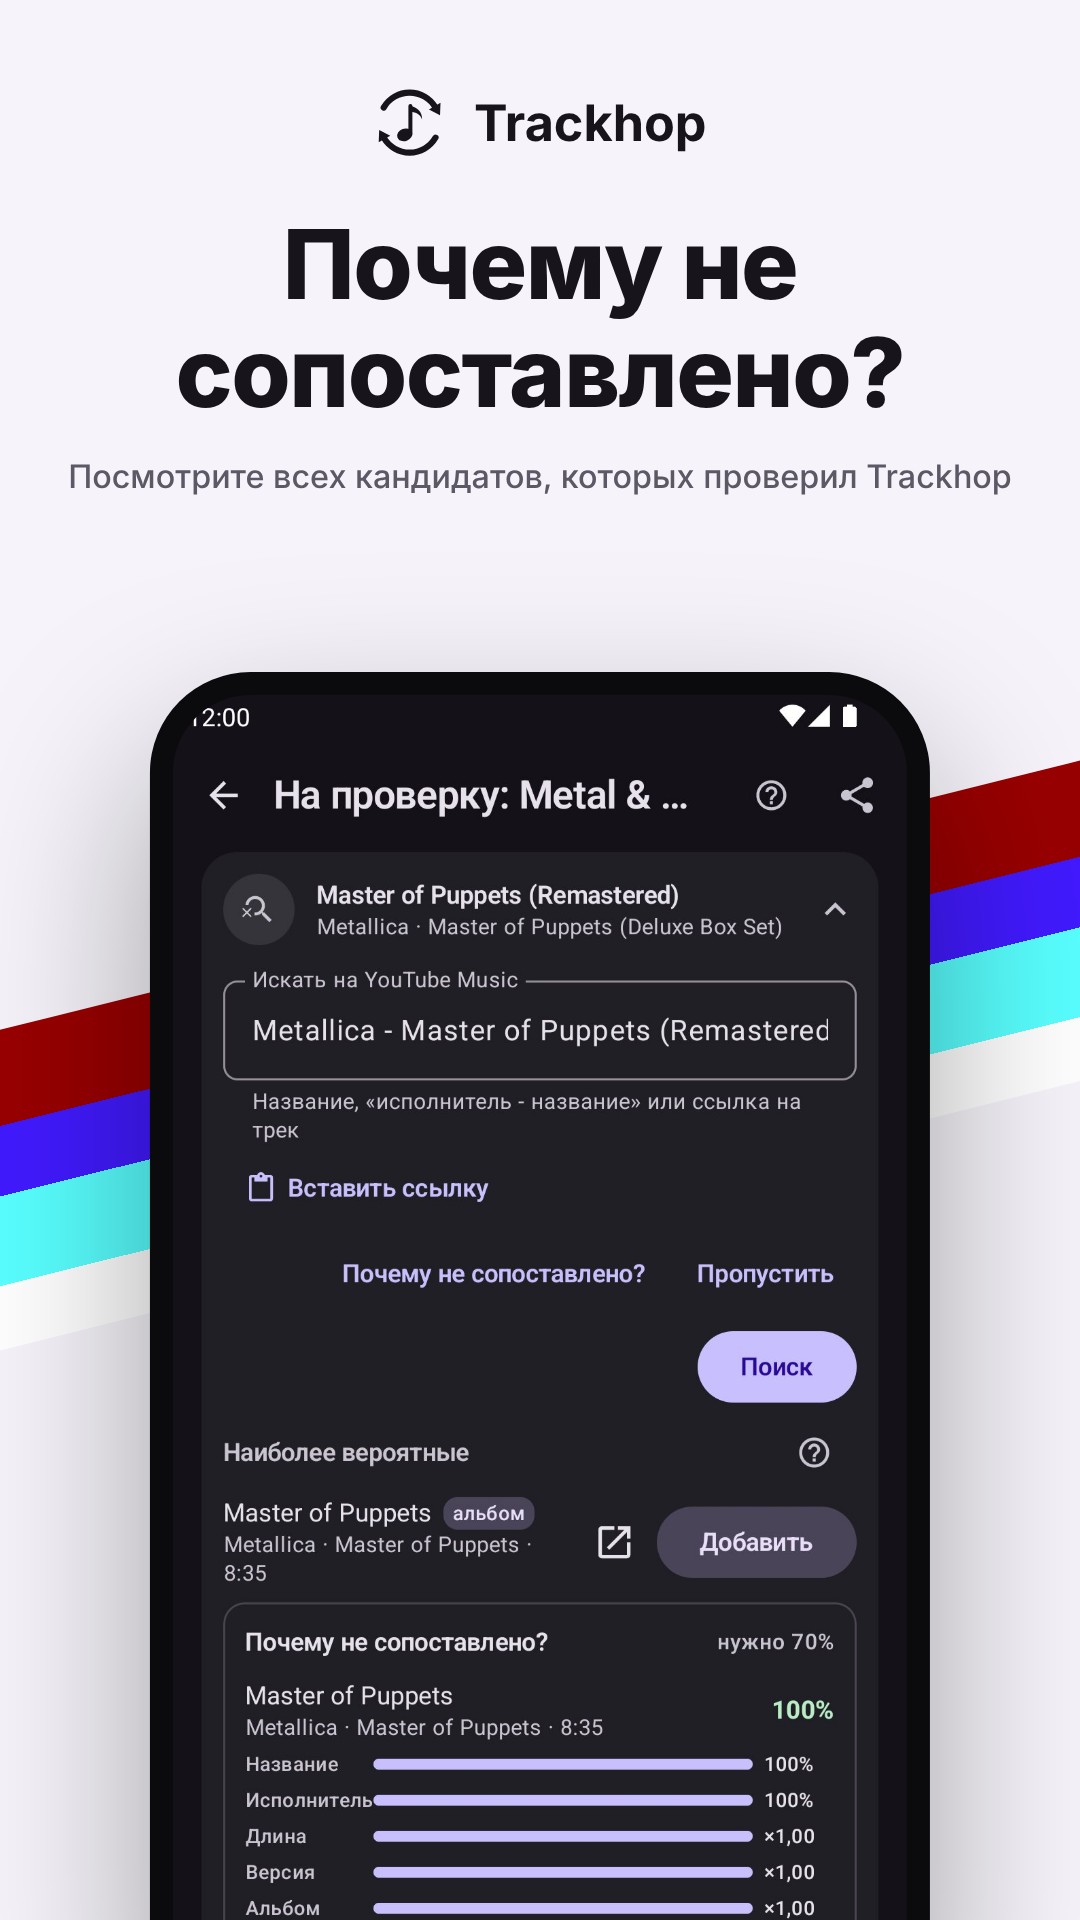 Trackhop
Почему не
сопоставлено?
Посмотрите всех кандидатов, которых проверил Trackhop
12:00
На проверку: Metal & ...
Master of Puppets (Remastered)
Metallica · Master of Puppets (Deluxe Box Set)
Искать на YouTube Music
Metallica - Master of Puppets (Remastered
Название, «исполнитель - название» или ссылка на
трек
Вставить ссылку
Почему не сопоставлено? Пропустить
Поиск
Наиболее вероятные
Master of Puppets альбом
Metallica · Master of Puppets ·
8:35
Добавить
Почему не сопоставлено? нужно 70%
Master of Puppets
Metallica · Master of Puppets · 8:35
100%
Название 100%
Исполнитель 100%
Длина ×1,00
Версия ×1,00
Альбом ×1,00